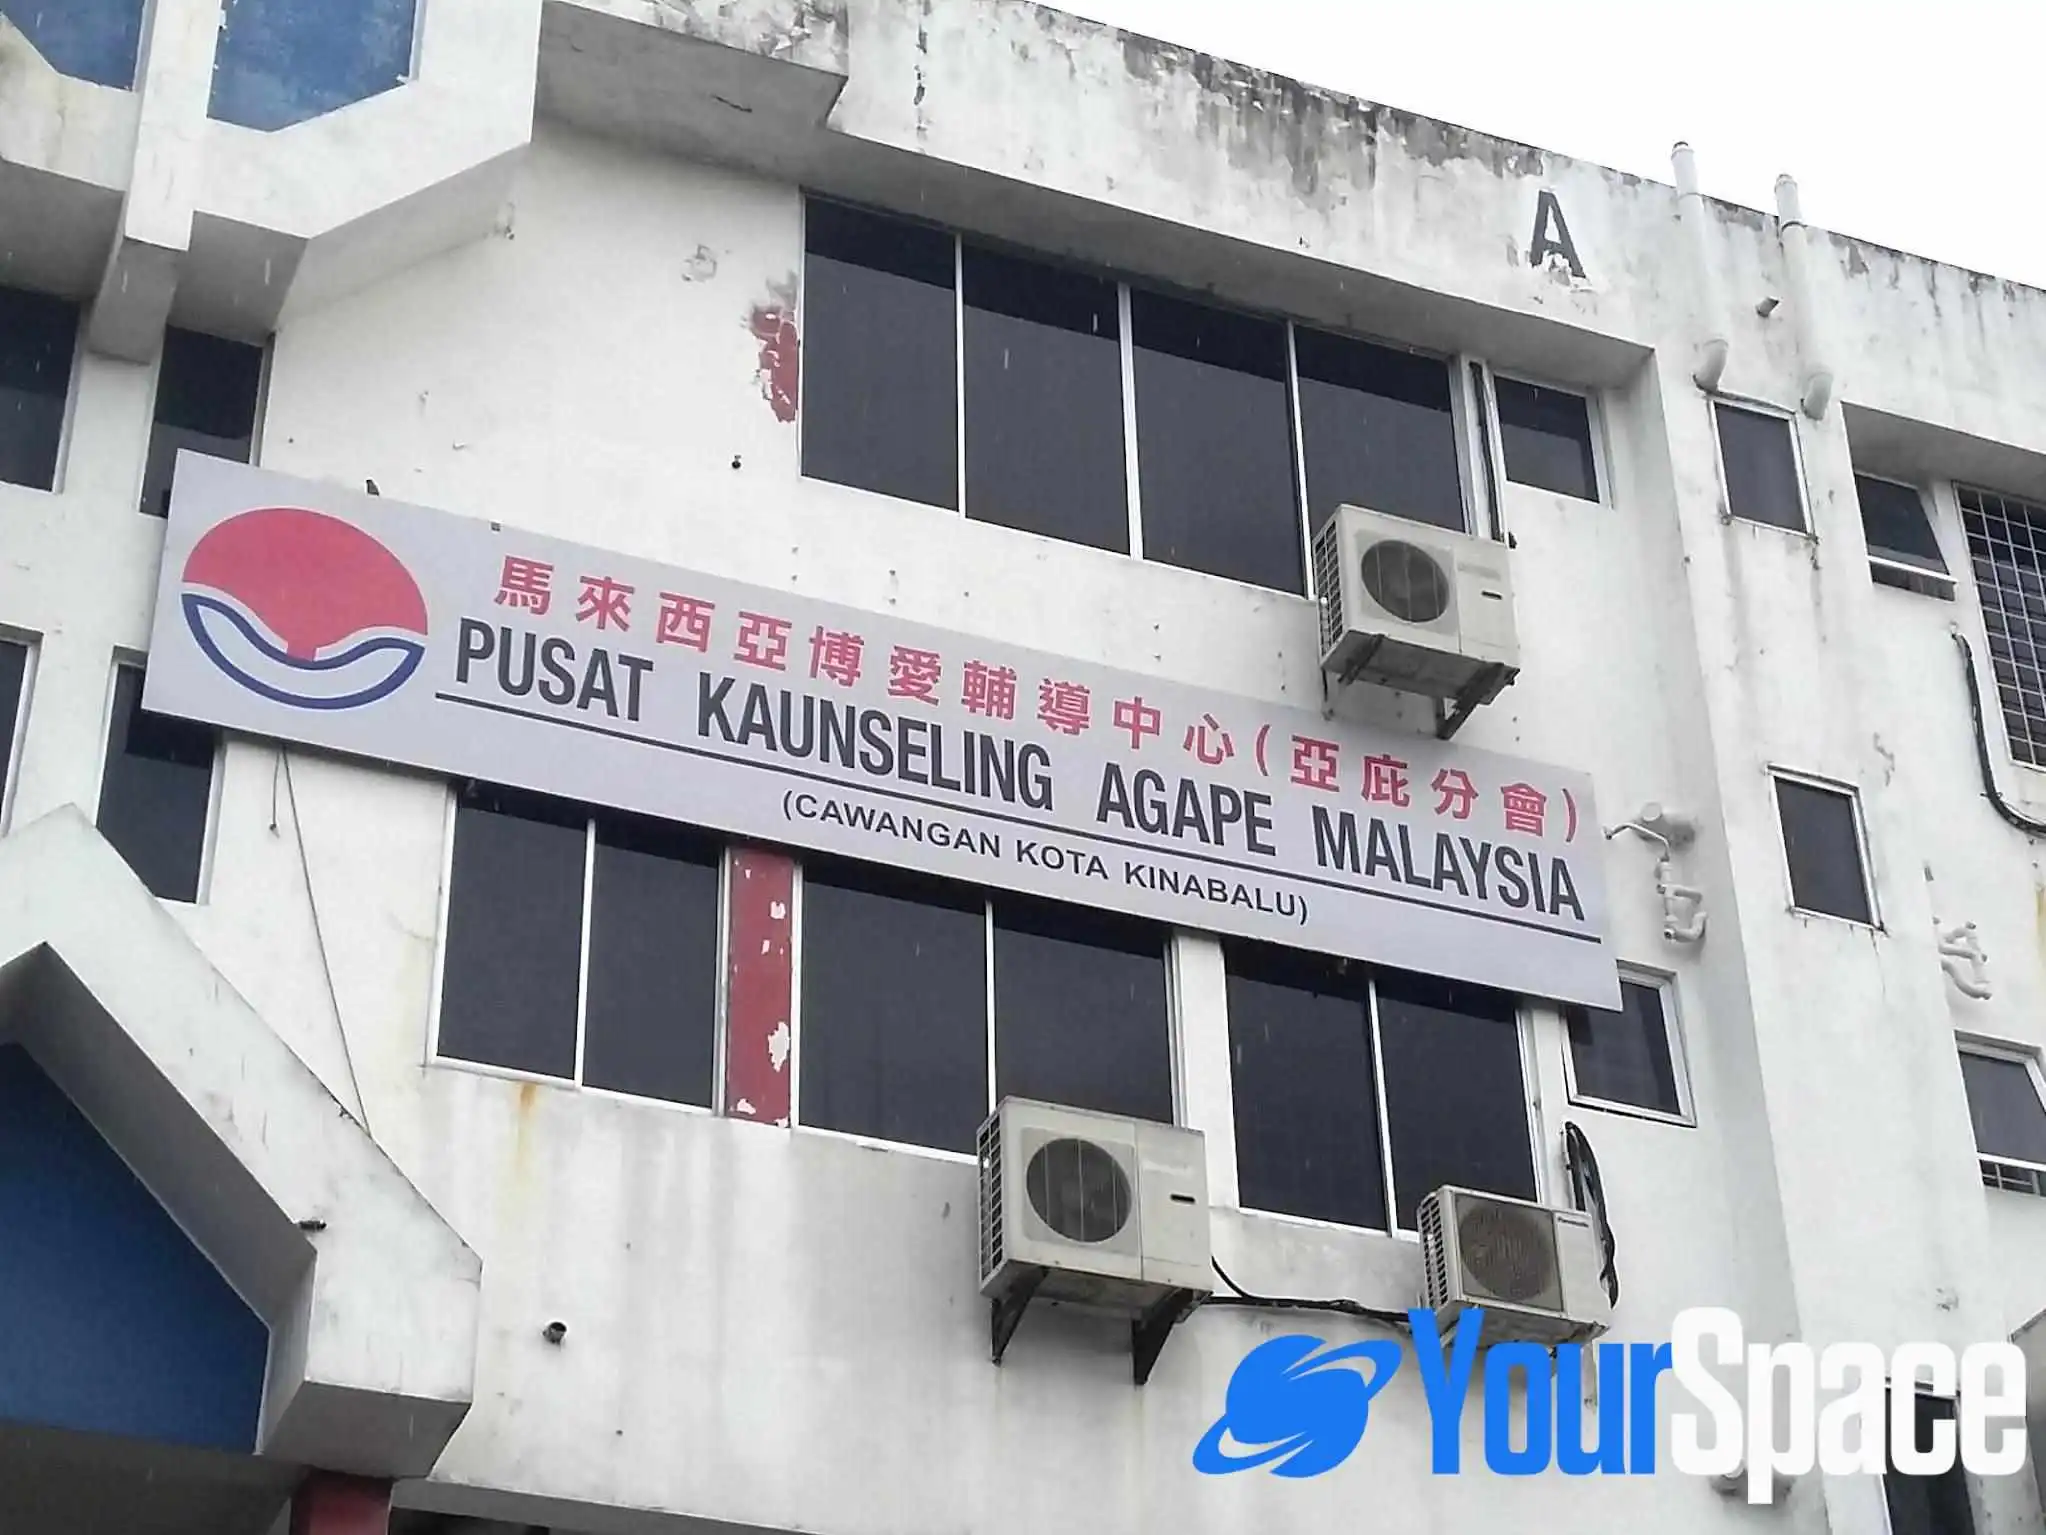 A
馬來西亞博愛輔導中心(亞庇分會)
PUSAT KAUNSELING AGAPE MALAYSIA
(CAWANGAN KOTA KINABALU)
Panasonic
YourSpace